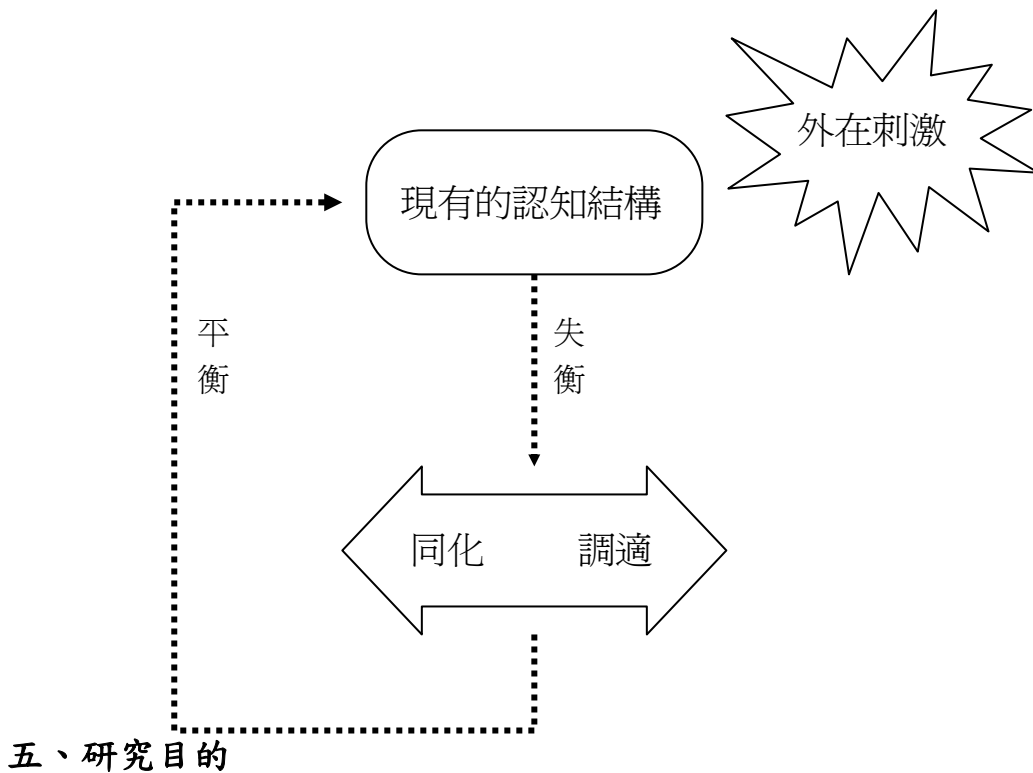 外在刺激
現有的認知結構
平
衡
失
衡
同化 調適
五、研究目的